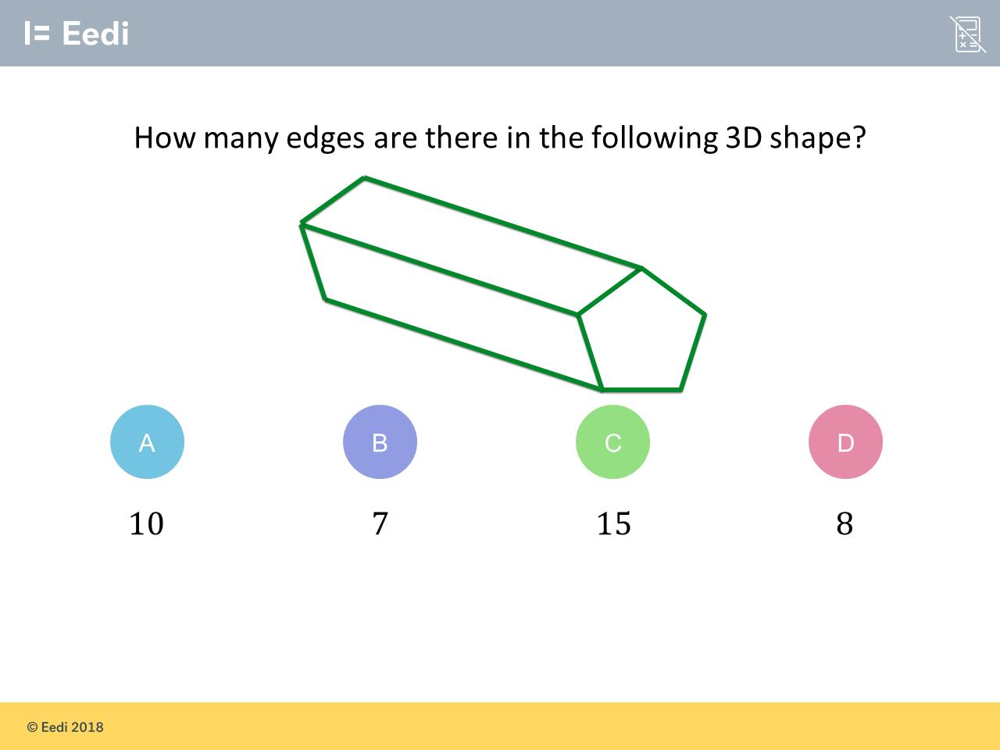 Eedi
How many edges are there in the following 3D shape?
A
B
C
D
10
7
15
8
© Eedi 2018